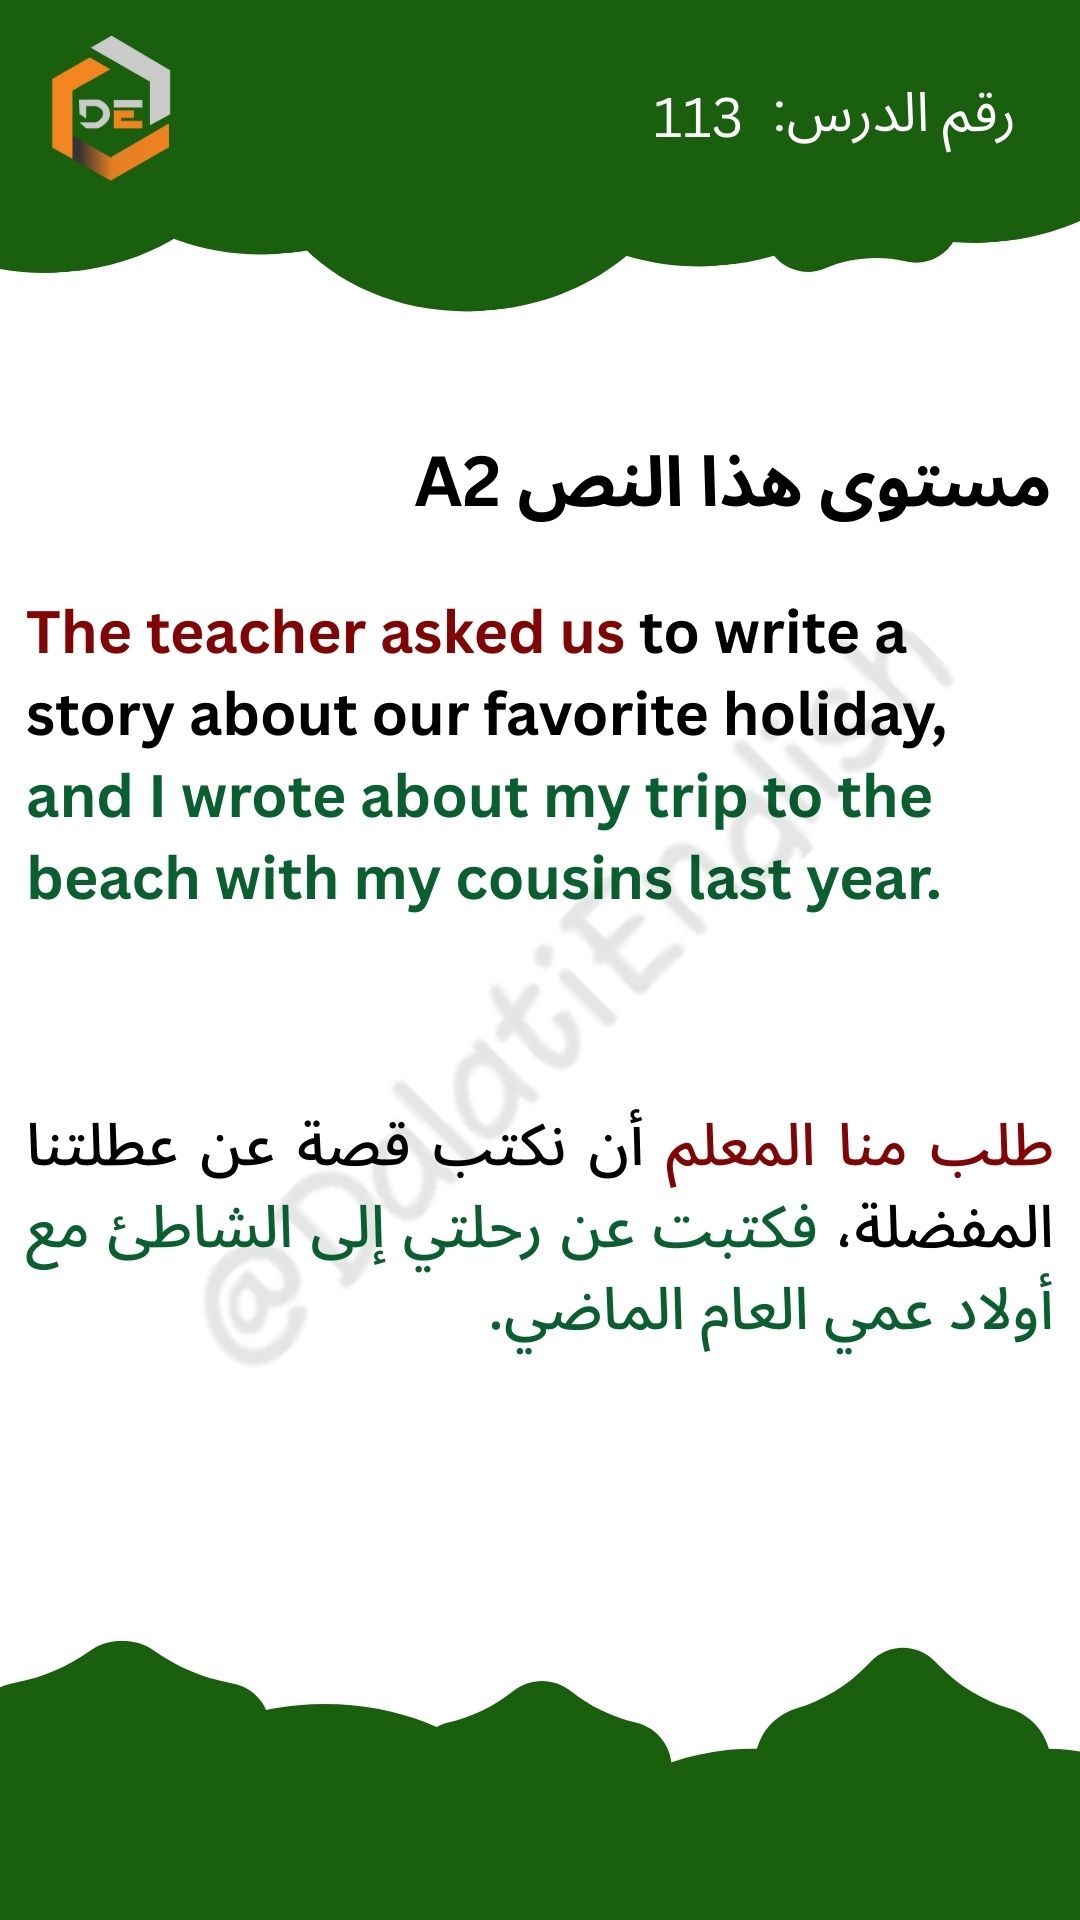 DE
رقم الدرس: 113
مستوى هذا النص A2
The teacher asked us to write a
story about our favorite holiday,
and I wrote about my trip to the
beach with my cousins last year.
طلب منا المعلم أن نكتب قصة عن عطلتنا
المفضلة، فكتبت عن رحلتي إلى الشاطئ مع
أولاد عمي العام الماضي.
@DalatiEnglish